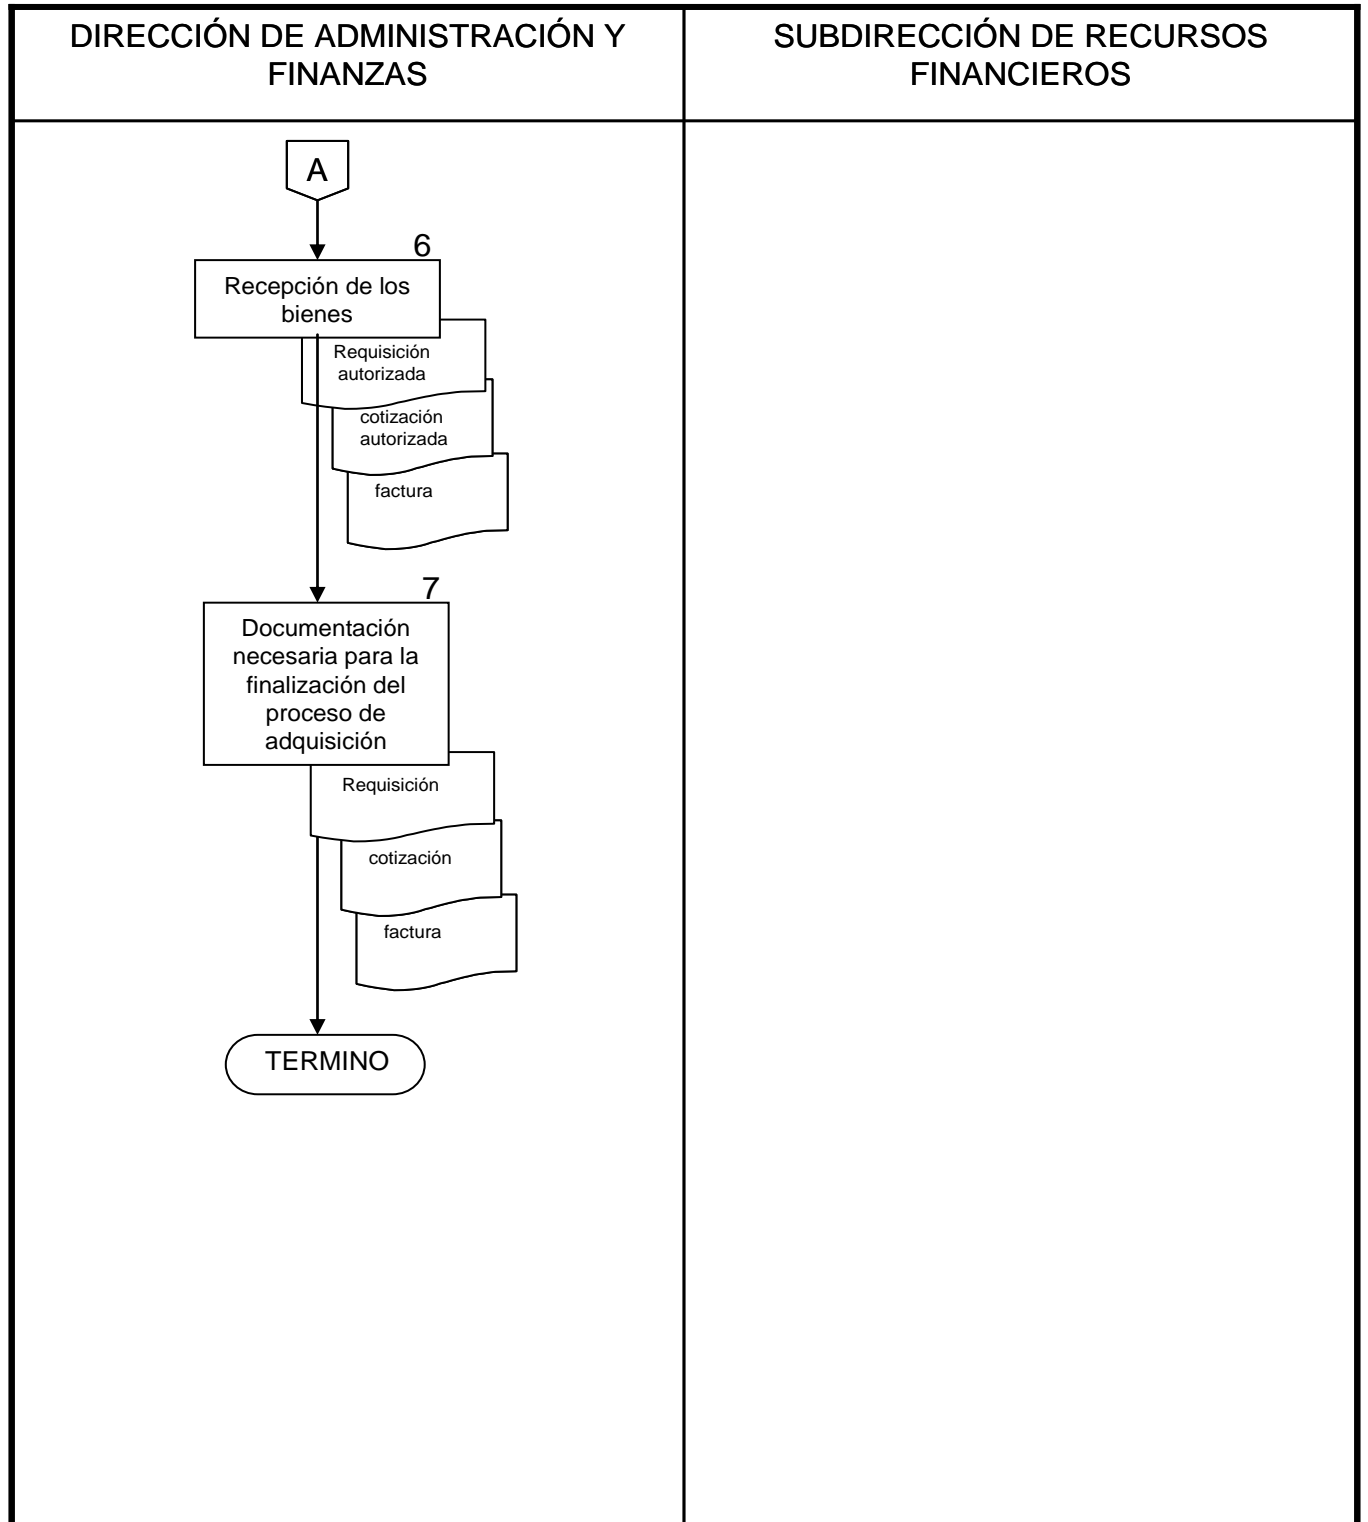 DIRECCIÓN DE ADMINISTRACIÓN Y
FINANZAS
SUBDIRECCIÓN DE RECURSOS
FINANCIEROS
A
6
Recepción de los
bienes
Requisición
autorizada
cotización
autorizada
factura
7
Documentación
necesaria para la
finalización del
proceso de
adquisición
Requisición
cotización
factura
TERMINO